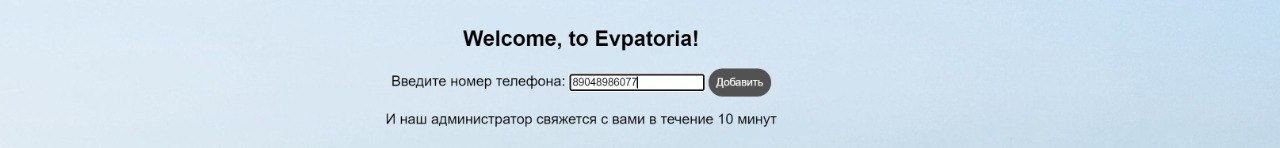 Welcome, to Evpatoria!
Введите номер телефона: 89048986077 Добавить
И наш администратор свяжется с вами в течение 10 минут